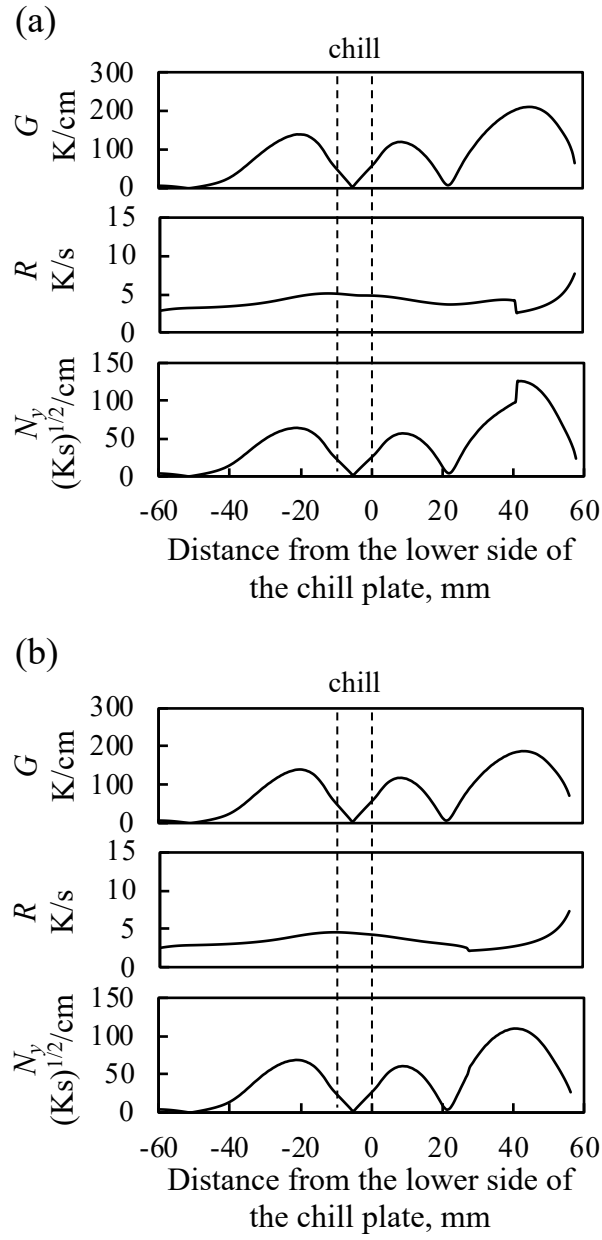 (a)
chill
G
K/cm
300
200
100
0
R
K/s
15
10
5
0
N_y
(Ks)^{1/2}/cm
150
100
50
0
-60 -40 -20 0 20 40 60
Distance from the lower side of
the chill plate, mm
(b)
chill
G
K/cm
300
200
100
0
R
K/s
15
10
5
0
N_y
(Ks)^{1/2}/cm
150
100
50
0
-60 -40 -20 0 20 40 60
Distance from the lower side of
the chill plate, mm